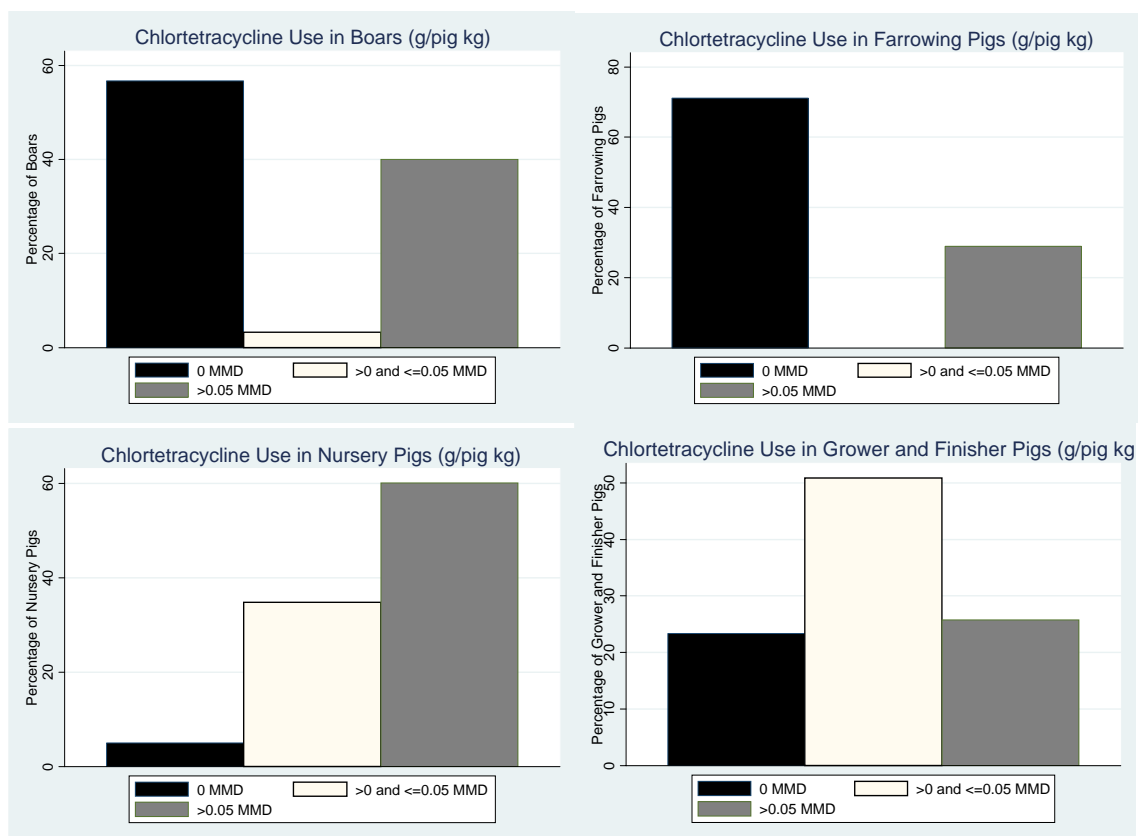 Chlortetracycline Use in Boars (g/pig kg)
Percentage of Boars
60
40
20
0
0 MMD
>0 and <=0.05 MMD
>0.05 MMD
Chlortetracycline Use in Farrowing Pigs (g/pig kg)
Percentage of Farrowing Pigs
80
60
40
20
0
0 MMD
>0 and <=0.05 MMD
>0.05 MMD
Chlortetracycline Use in Nursery Pigs (g/pig kg)
Percentage of Nursery Pigs
60
40
20
0
0 MMD
>0 and <=0.05 MMD
>0.05 MMD
Chlortetracycline Use in Grower and Finisher Pigs (g/pig kg
Percentage of Grower and Finisher Pigs
50
40
30
20
10
0
0 MMD
>0 and <=0.05 MMD
>0.05 MMD